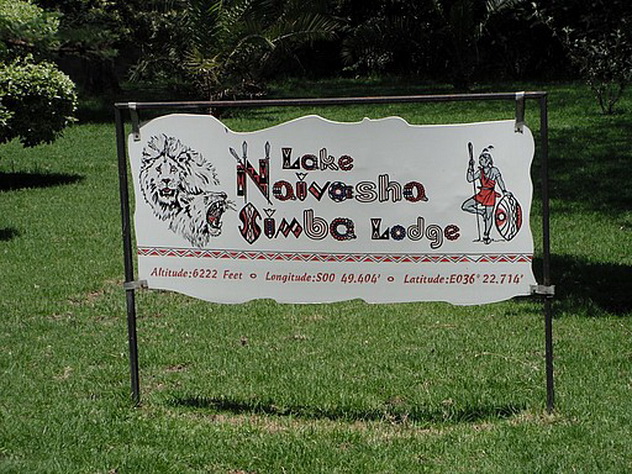 Lake
Naivasha
Simba Lodge
Altitude:6222 Feet o Longitude:S00 49.404' o Latitude:E036° 22.714'